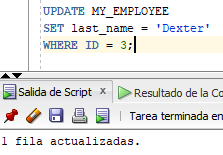 UPDATE MY_EMPLOYEE
SET last_name = 'Dexter'
WHERE ID = 3;
Salida de Script
Resultado de la Co
Tarea terminada en
1 fila actualizadas.